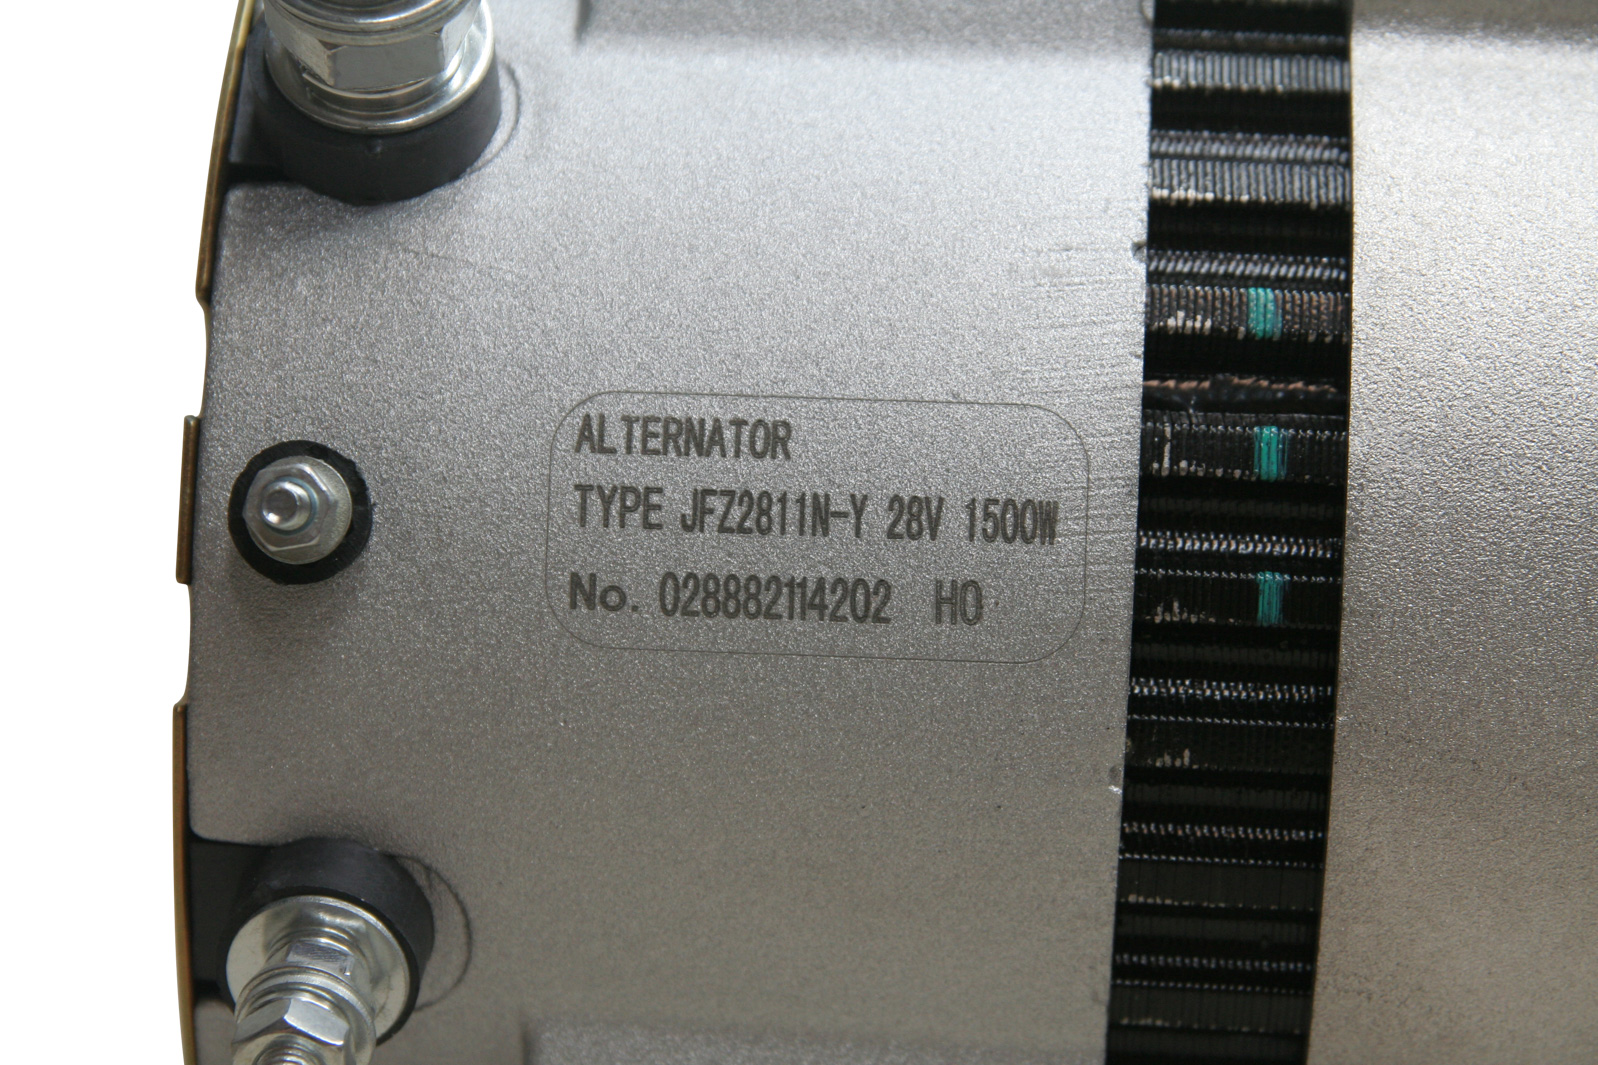 ALTERNATOR
TYPE JFZ2811N-Y 28V 1500W
No. 028882114202 HO